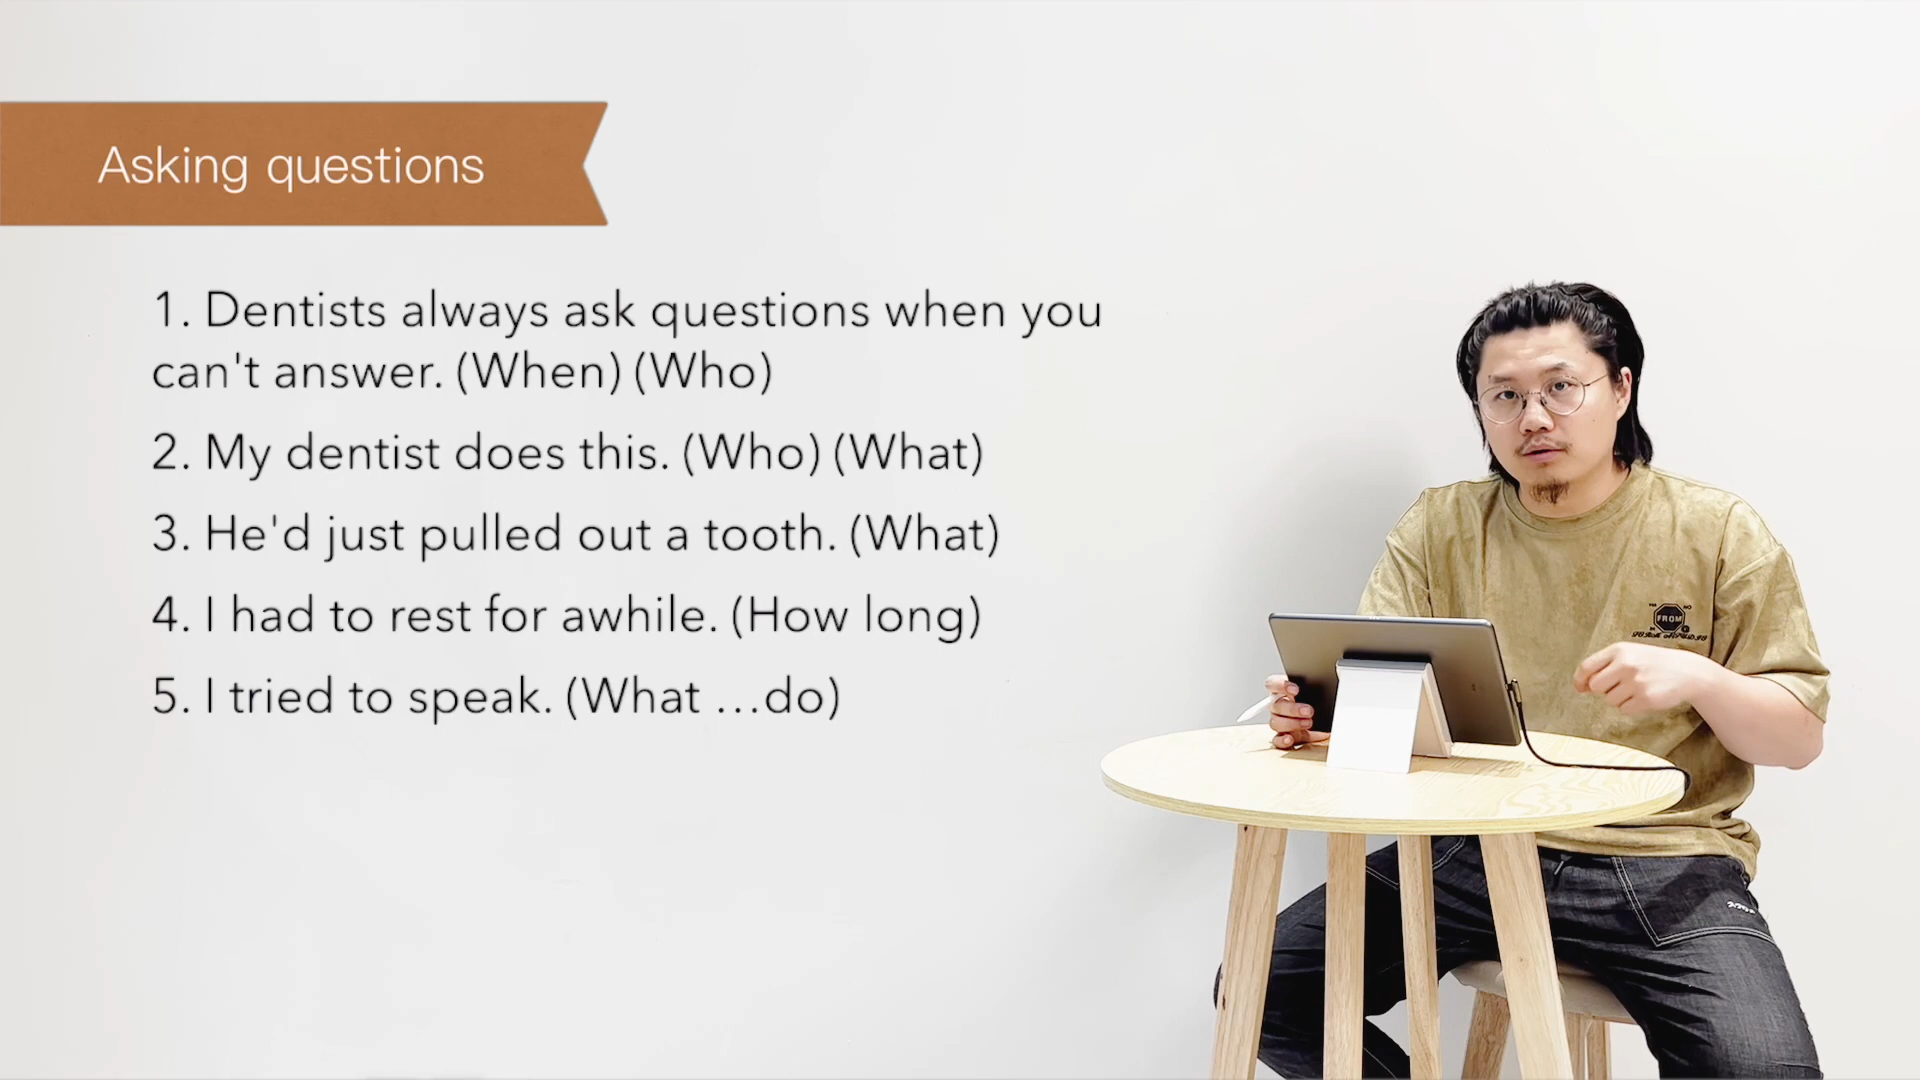 Asking questions
1. Dentists always ask questions when you
can't answer. (When) (Who)
2. My dentist does this. (Who) (What)
3. He'd just pulled out a tooth. (What)
4. I had to rest for awhile. (How long)
5. I tried to speak. (What …do)
FROM